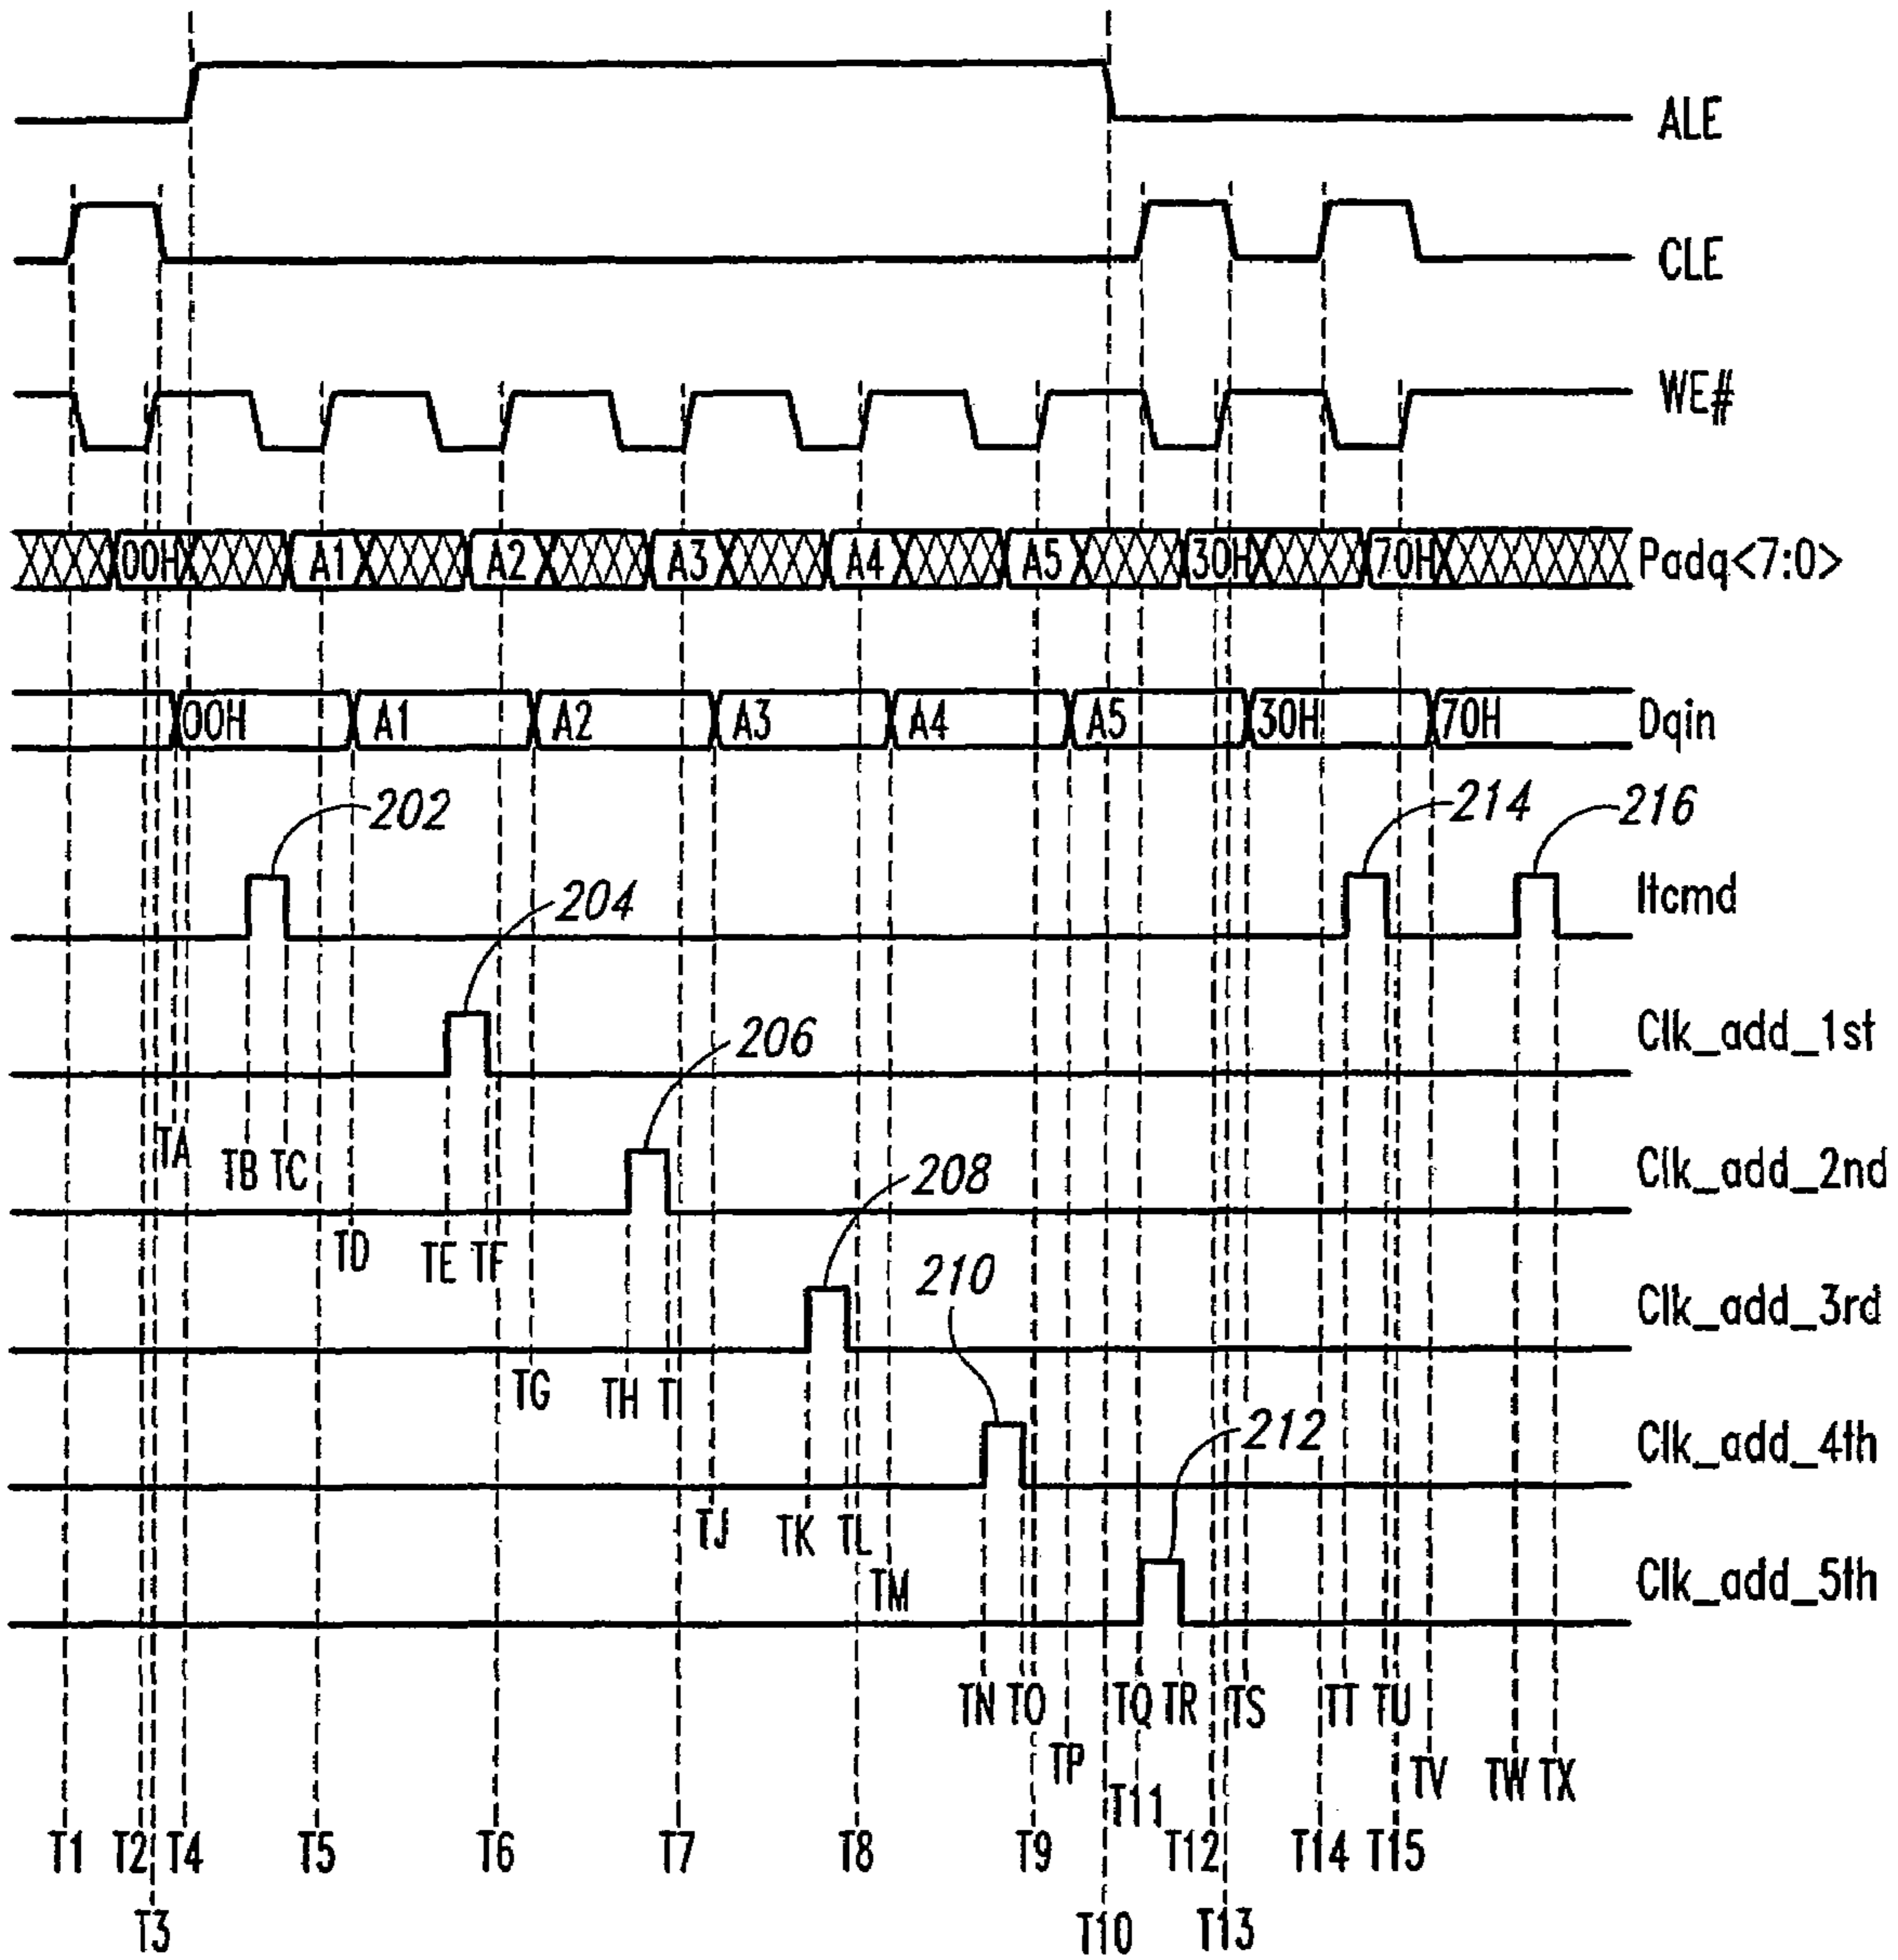 ALE
CLE
WE#
00H A1 A2 A3 A4 A5 30H 70H Padq<7:0>
00H A1 A2 A3 A4 A5 30H 70H Dqin
202 214 216
ltcmd
204
Clk_add_1st
206
TA TB TC
Clk_add_2nd
208
TD TE TF
210
Clk_add_3rd
TG TH TI
212
Clk_add_4th
TJ TK TL
TM
Clk_add_5th
TN TO TQ TR TS TT TU
TP TV TW TX
T11
T1 T2 T4 T5 T6 T7 T8 T9 T12 T14 T15
T3 T10 T13